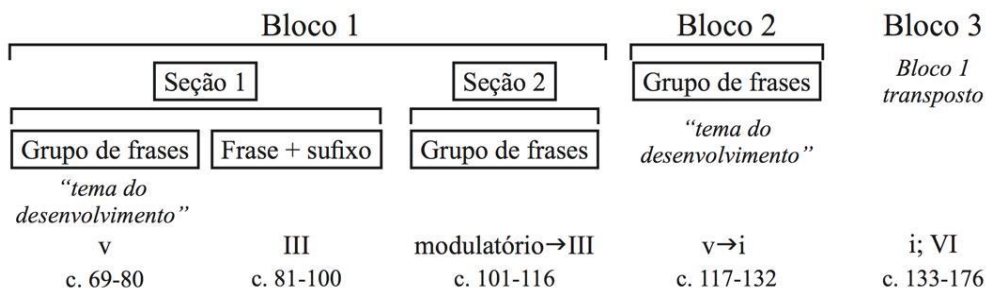 Bloco 1 Bloco 2 Bloco 3
Seção 1 Seção 2 Grupo de frases Bloco 1
transposto
Grupo de frases Frase + sufixo Grupo de frases “tema do
desenvolvimento”
“tema do
desenvolvimento”
v III modulatório→III v→i i; VI
c. 69-80 c. 81-100 c. 101-116 c. 117-132 c. 133-176